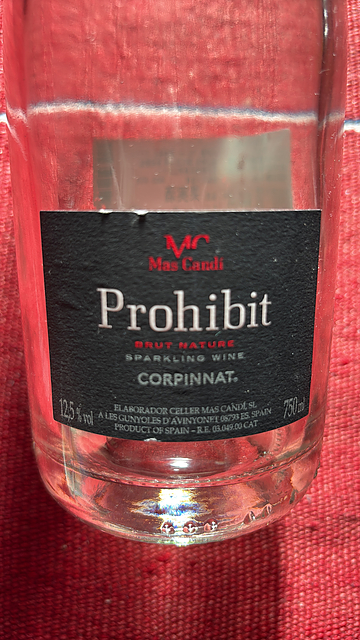 MC
Mas Candí
Prohibit
BRUT NATURE
SPARKLING WINE
CORPINNAT.
12,5 % vol
ELABORADOR CELLER MAS CANDÍ, SL
A LES GUNYOLES D'AVINYONET, 08793 ES. SPAIN
PRODUCT OF SPAIN - R.E. 03.049.00 CAT
750 ml